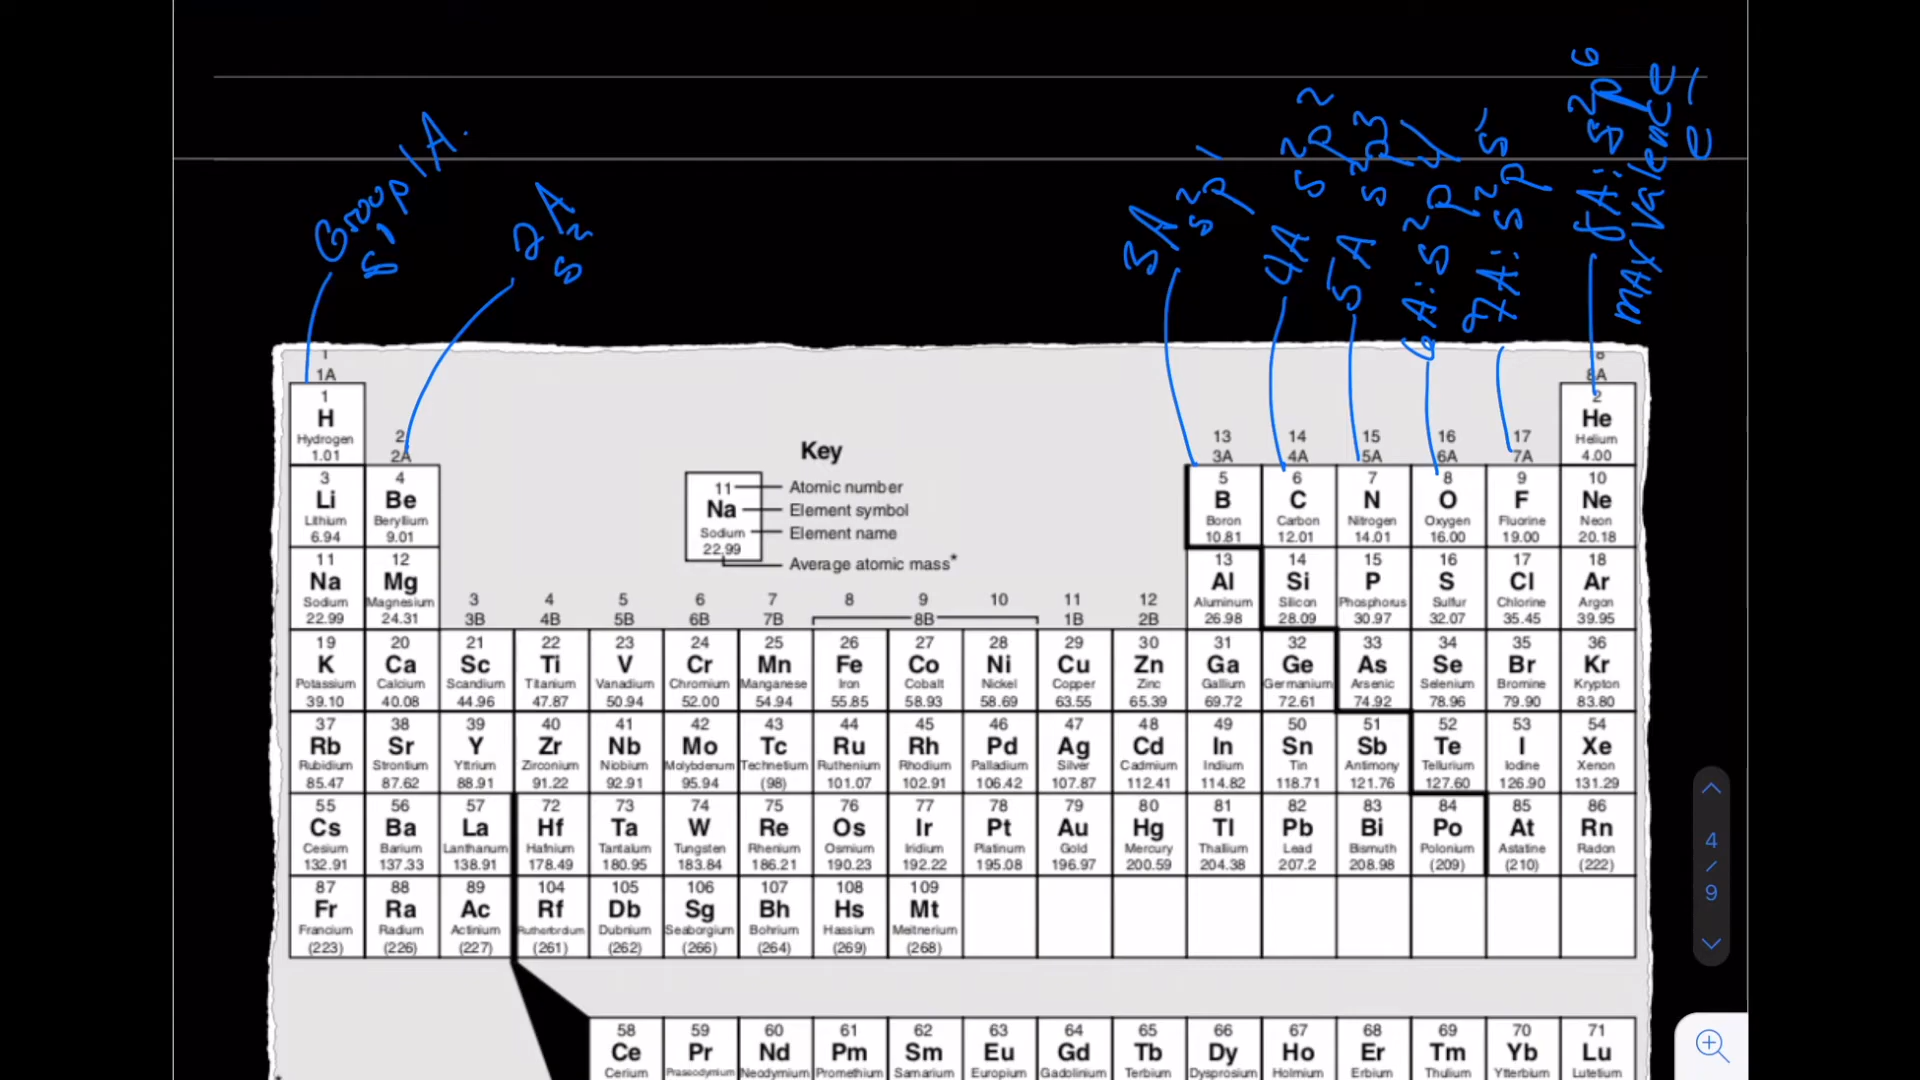 Group 1A.
s¹
2A
s²
3A
s²p¹
4A
s²p²
5A
s²p³
6A: s²p⁴
7A: s²p⁵
8A: s²p⁶
max valence e⁻
1
1A
8A
1
H
Hydrogen
1.01
2
He
Helium
4.00
2
2A
Key
13 14 15 16 17
3A 4A 5A 6A 7A
3 4 5 6 7 8 9 10
Li Be B C N O F Ne
Lithium Beryllium Boron Carbon Nitrogen Oxygen Fluorine Neon
6.94 9.01 10.81 12.01 14.01 16.00 19.00 20.18
11 Atomic number
Na Element symbol
Sodium Element name
22.99 Average atomic mass*
11 12 13 14 15 16 17 18
Na Mg Al Si P S Cl Ar
Sodium Magnesium Aluminum Silicon Phosphorus Sulfur Chlorine Argon
22.99 24.31 26.98 28.09 30.97 32.07 35.45 39.95
3 4 5 6 7 8 9 10 11 12
3B 4B 5B 6B 7B 8B 1B 2B
19 20 21 22 23 24 25 26 27 28 29 30 31 32 33 34 35 36
K Ca Sc Ti V Cr Mn Fe Co Ni Cu Zn Ga Ge As Se Br Kr
Potassium Calcium Scandium Titanium Vanadium Chromium Manganese Iron Cobalt Nickel Copper Zinc Gallium Germanium Arsenic Selenium Bromine Krypton
39.10 40.08 44.96 47.87 50.94 52.00 54.94 55.85 58.93 58.69 63.55 65.39 69.72 72.61 74.92 78.96 79.90 83.80
37 38 39 40 41 42 43 44 45 46 47 48 49 50 51 52 53 54
Rb Sr Y Zr Nb Mo Tc Ru Rh Pd Ag Cd In Sn Sb Te I Xe
Rubidium Strontium Yttrium Zirconium Niobium Molybdenum Technetium Ruthenium Rhodium Palladium Silver Cadmium Indium Tin Antimony Tellurium Iodine Xenon
85.47 87.62 88.91 91.22 92.91 95.94 (98) 101.07 102.91 106.42 107.87 112.41 114.82 118.71 121.76 127.60 126.90 131.29
55 56 57 72 73 74 75 76 77 78 79 80 81 82 83 84 85 86
Cs Ba La Hf Ta W Re Os Ir Pt Au Hg Tl Pb Bi Po At Rn
Cesium Barium Lanthanum Hafnium Tantalum Tungsten Rhenium Osmium Iridium Platinum Gold Mercury Thallium Lead Bismuth Polonium Astatine Radon
132.91 137.33 138.91 178.49 180.95 183.84 186.21 190.23 192.22 195.08 196.97 200.59 204.38 207.2 208.98 (209) (210) (222)
87 88 89 104 105 106 107 108 109
Fr Ra Ac Rf Db Sg Bh Hs Mt
Francium Radium Actinium Rutherfordium Dubnium Seaborgium Bohrium Hassium Meitnerium
(223) (226) (227) (261) (262) (266) (264) (269) (268)
58 59 60 61 62 63 64 65 66 67 68 69 70 71
Ce Pr Nd Pm Sm Eu Gd Tb Dy Ho Er Tm Yb Lu
Cerium Praseodymium Neodymium Promethium Samarium Europium Gadolinium Terbium Dysprosium Holmium Erbium Thulium Ytterbium Lutetium
4
/
9